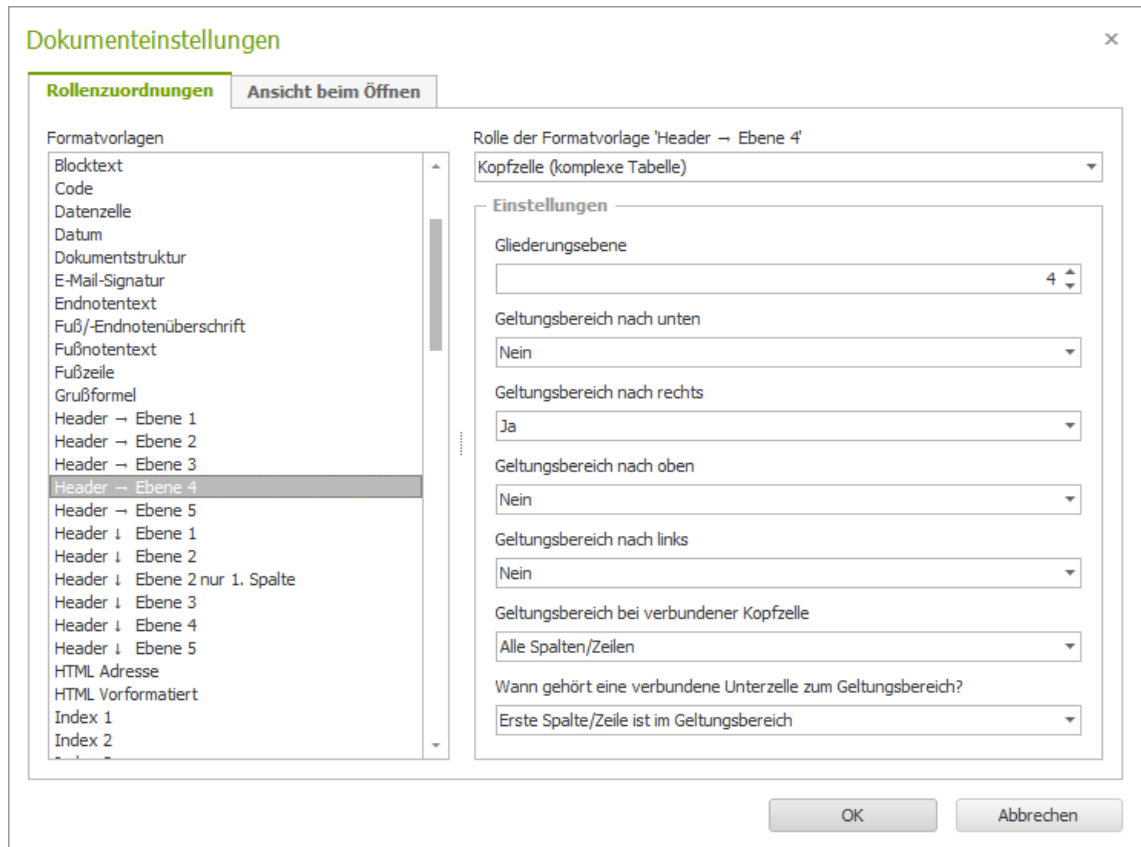 Dokumenteinstellungen
Rollenzuordnungen
Ansicht beim Öffnen
Formatvorlagen
Blocktext
Code
Datenzelle
Datum
Dokumentstruktur
E-Mail-Signatur
Endnotentext
Fuß/-Endnotenüberschrift
Fußnotentext
Fußzeile
Grußformel
Header → Ebene 1
Header → Ebene 2
Header → Ebene 3
Header → Ebene 4
Header → Ebene 5
Header ↓ Ebene 1
Header ↓ Ebene 2
Header ↓ Ebene 2 nur 1. Spalte
Header ↓ Ebene 3
Header ↓ Ebene 4
Header ↓ Ebene 5
HTML Adresse
HTML Vorformatiert
Index 1
Index 2
Rolle der Formatvorlage 'Header → Ebene 4'
Kopfzelle (komplexe Tabelle)
Einstellungen
Gliederungsebene
4
Geltungsbereich nach unten
Nein
Geltungsbereich nach rechts
Ja
Geltungsbereich nach oben
Nein
Geltungsbereich nach links
Nein
Geltungsbereich bei verbundener Kopfzelle
Alle Spalten/Zeilen
Wann gehört eine verbundene Unterzelle zum Geltungsbereich?
Erste Spalte/Zeile ist im Geltungsbereich
OK
Abbrechen